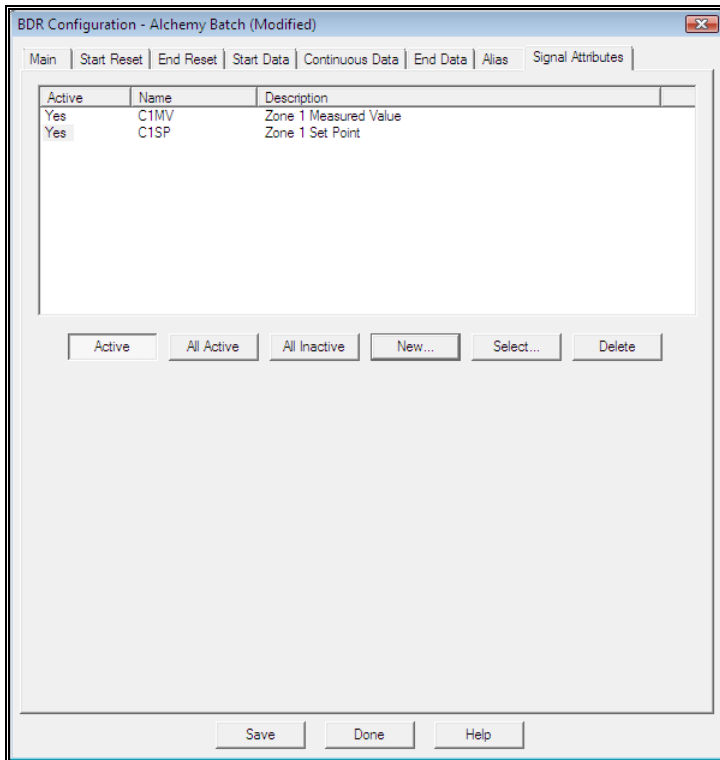 BDR Configuration - Alchemy Batch (Modified)
Main Start Reset End Reset Start Data Continuous Data End Data Alias Signal Attributes
Active Name Description
Yes C1MV Zone 1 Measured Value
Yes C1SP Zone 1 Set Point
Active All Active All Inactive New... Select... Delete
Save Done Help